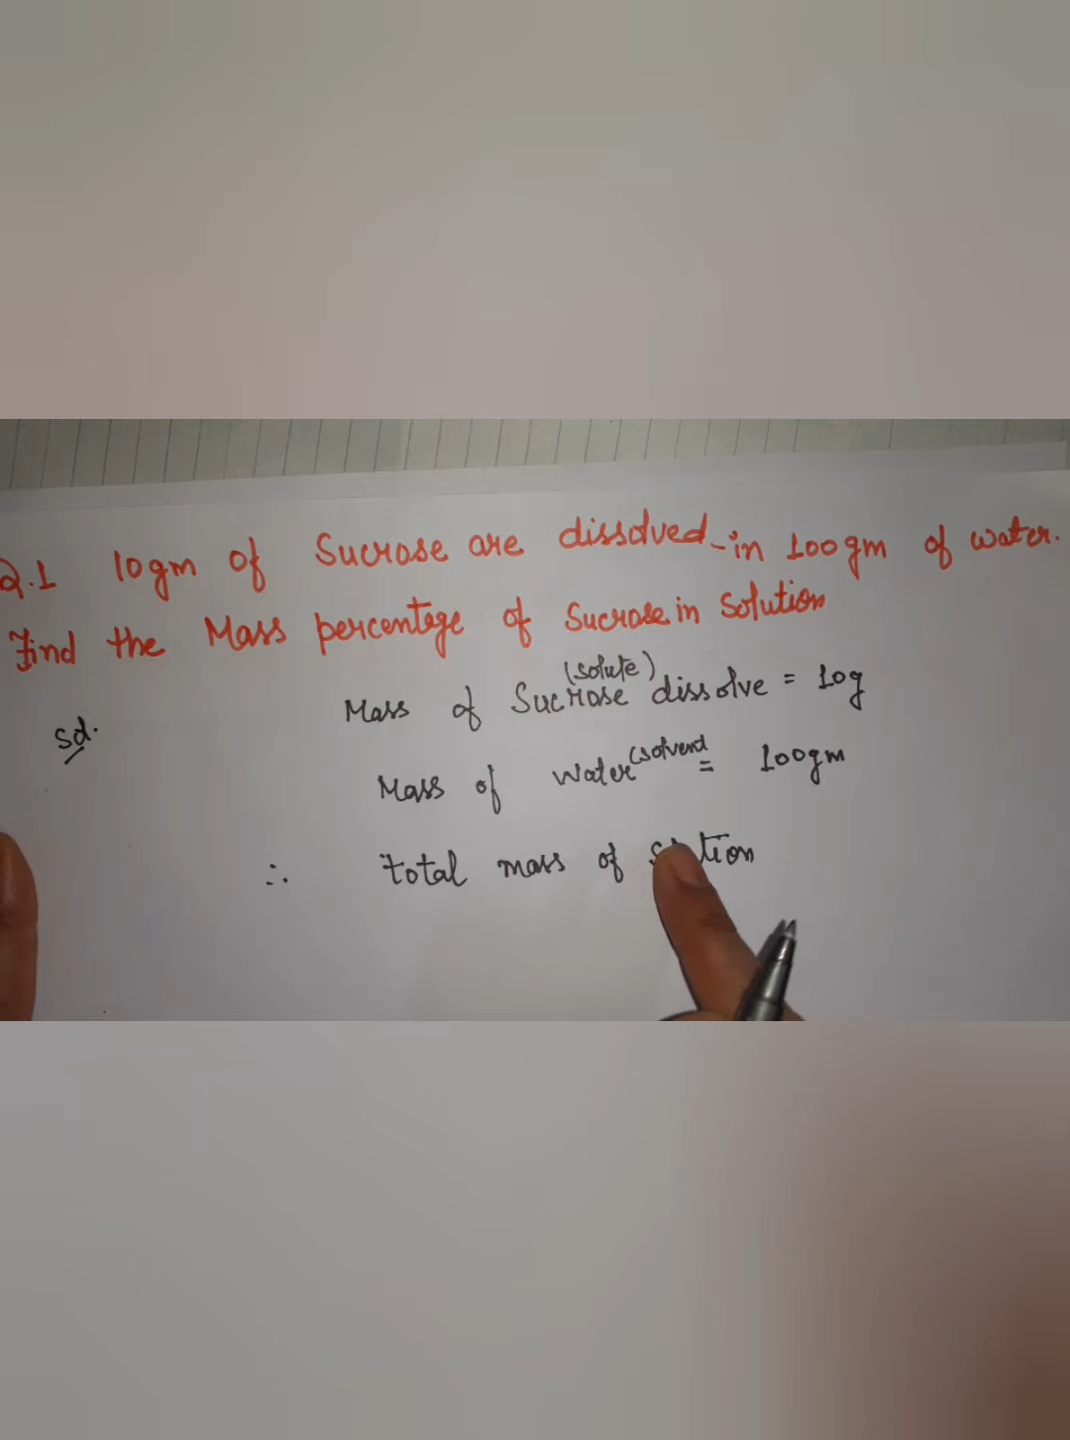 Q.1 10gm of Sucrose are dissolved in 100gm of water.
Find the Mass percentage of Sucrose in Solution
(solute)
Sol. Mass of Sucrose dissolve = 10g
Mass of Water (solvent = 100gm
∴ total mass of